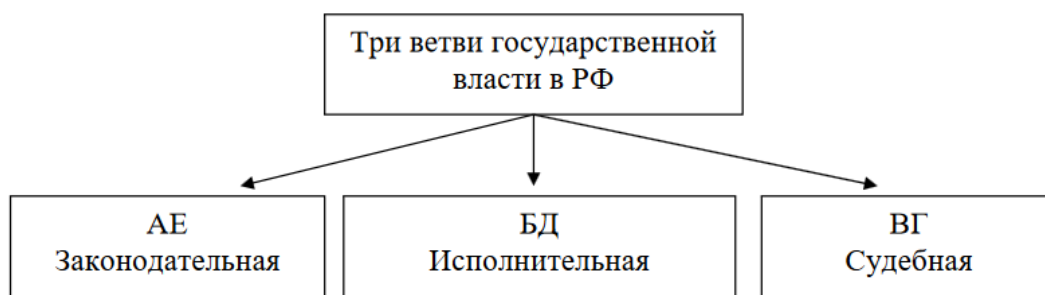 Три ветви государственной
власти в РФ
АЕ
Законодательная
БД
Исполнительная
ВГ
Судебная